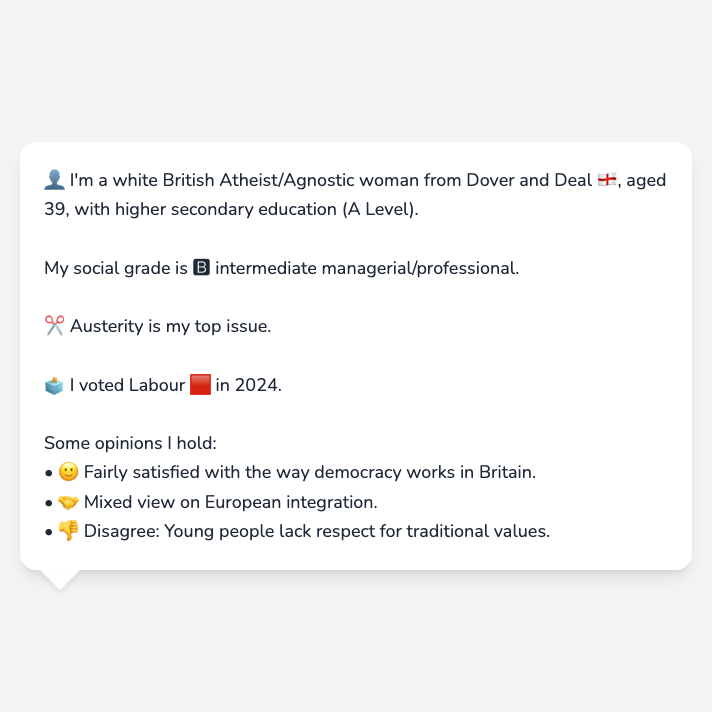 👤 I'm a white British Atheist/Agnostic woman from Dover and Deal 🏴󠁧󠁢󠁥󠁮󠁧󠁿, aged
39, with higher secondary education (A Level).
My social grade is 🅱 intermediate managerial/professional.
✂️ Austerity is my top issue.
🗳️ I voted Labour 🟥 in 2024.
Some opinions I hold:
• 🙂 Fairly satisfied with the way democracy works in Britain.
• 🤝 Mixed view on European integration.
• 👎 Disagree: Young people lack respect for traditional values.